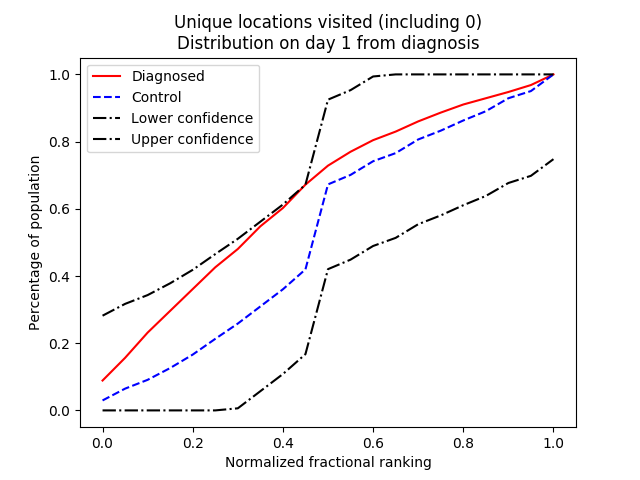 Unique locations visited (including 0)
Distribution on day 1 from diagnosis
Diagnosed
Control
Lower confidence
Upper confidence
Percentage of population
1.0
0.8
0.6
0.4
0.2
0.0
0.0 0.2 0.4 0.6 0.8 1.0
Normalized fractional ranking